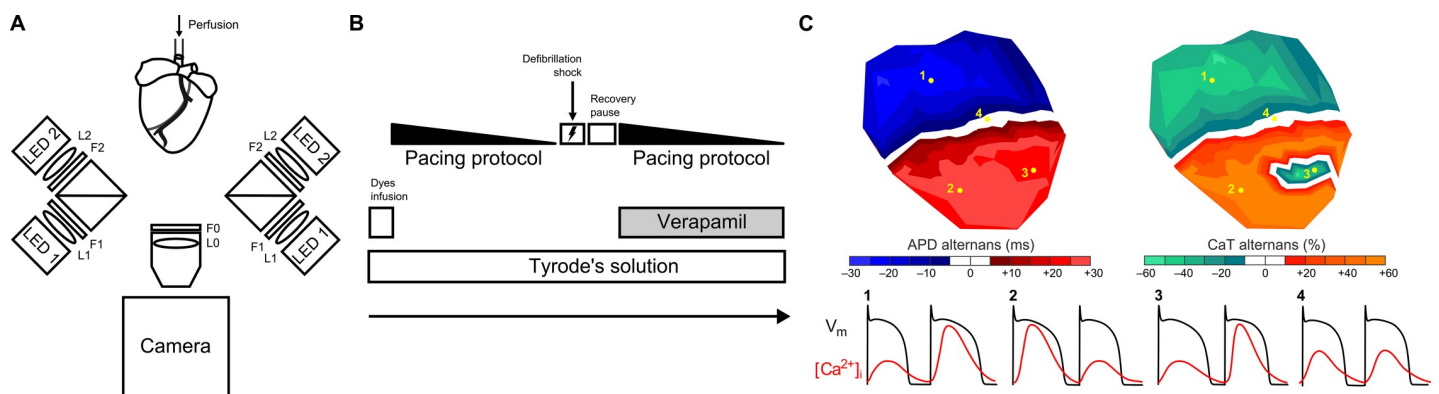 A
Perfusion
LED 2
L2
F2
LED 1
F1
L1
F2
L2
LED 2
F1
L1
LED 1
F0
L0
Camera
B
Defibrillation
shock
Recovery
pause
Pacing protocol
Pacing protocol
Dyes
infusion
Verapamil
Tyrode's solution
C
1
4
3
2
1
4
3
2
APD alternans (ms)
–30 –20 –10 +10 +20 +30
CaT alternans (%)
–60 –40 –20 0 +20 +40 +60
0
1 2 3 4
Vm
[Ca2+]i